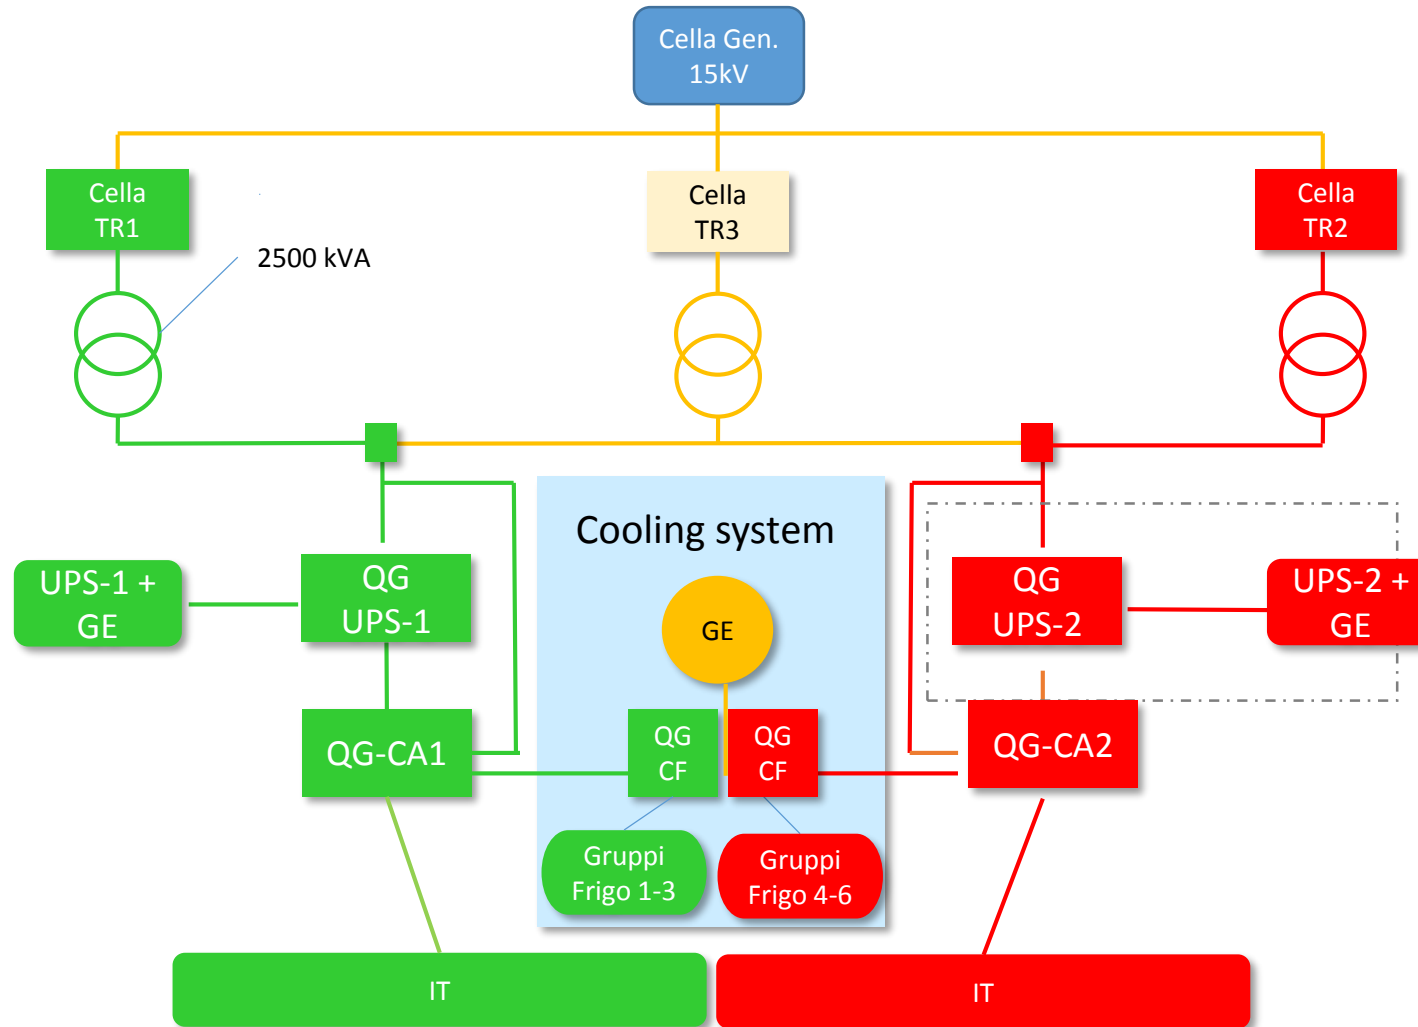 Cella Gen.
15kV
Cella
TR1
Cella
TR3
Cella
TR2
2500 kVA
Cooling system
UPS-1 +
GE
QG
UPS-1
GE
QG
UPS-2
UPS-2 +
GE
QG-CA1
QG
CF
QG
CF
QG-CA2
Gruppi
Frigo 1-3
Gruppi
Frigo 4-6
IT
IT